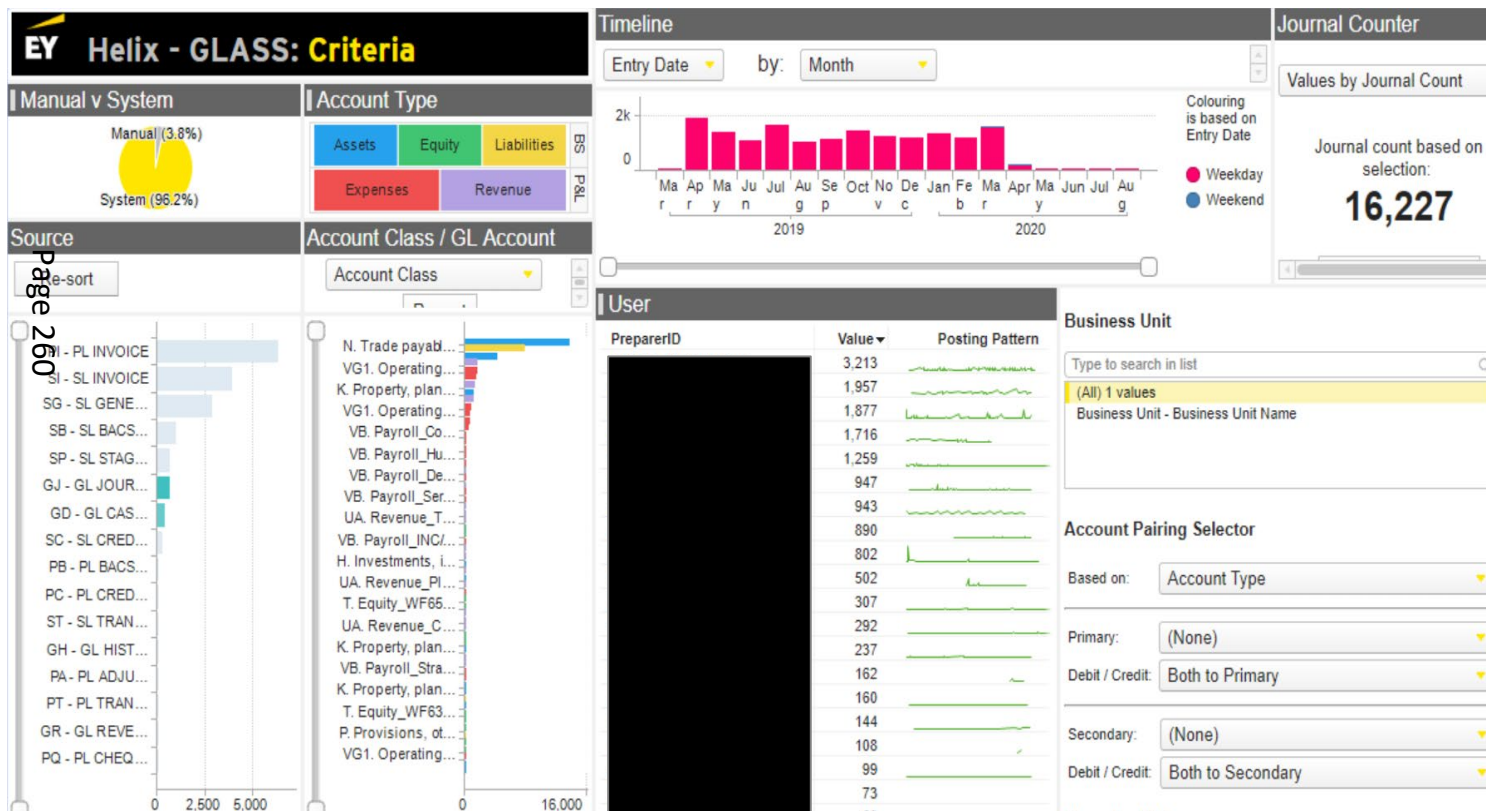 EY Helix - GLASS: Criteria
Manual v System
Manual (3.8%)
System (96.2%)
Account Type
Assets
Equity
Liabilities
BS
Expenses
Revenue
P&L
Source
Re-sort
Page 260
PI - PL INVOICE
SI - SL INVOICE
SG - SL GENE...
SB - SL BACS...
SP - SL STAG...
GJ - GL JOUR...
GD - GL CAS...
SC - SL CRED...
PB - PL BACS...
PC - PL CRED...
ST - SL TRAN...
GH - GL HIST...
PA - PL ADJU...
PT - PL TRAN...
GR - GL REVE...
PQ - PL CHEQ...
0 2,500 5,000
Account Class / GL Account
Account Class
N. Trade payabl...
VG1. Operating...
K. Property, plan...
VG1. Operating...
VB. Payroll_Co...
VB. Payroll_Hu...
VB. Payroll_De...
VB. Payroll_Ser...
UA. Revenue_T...
VB. Payroll_INC/...
H. Investments, i...
UA. Revenue_Pl...
T. Equity_WF65...
UA. Revenue_C...
K. Property, plan...
VB. Payroll_Stra...
K. Property, plan...
T. Equity_WF63...
P. Provisions, ot...
VG1. Operating...
0 16,000
Timeline
Entry Date
by: Month
2k
0
Mar Apr May Jun Jul Aug Sep Oct Nov Dec Jan Feb Mar Apr May Jun Jul Aug
2019 2020
Colouring
is based on
Entry Date
Weekday
Weekend
Journal Counter
Values by Journal Count
Journal count based on
selection:
16,227
User
PreparerID Value Posting Pattern
3,213
1,957
1,877
1,716
1,259
947
943
890
802
502
307
292
237
162
160
144
108
99
73
Business Unit
Type to search in list
(All) 1 values
Business Unit - Business Unit Name
Account Pairing Selector
Based on: Account Type
Primary: (None)
Debit / Credit: Both to Primary
Secondary: (None)
Debit / Credit: Both to Secondary